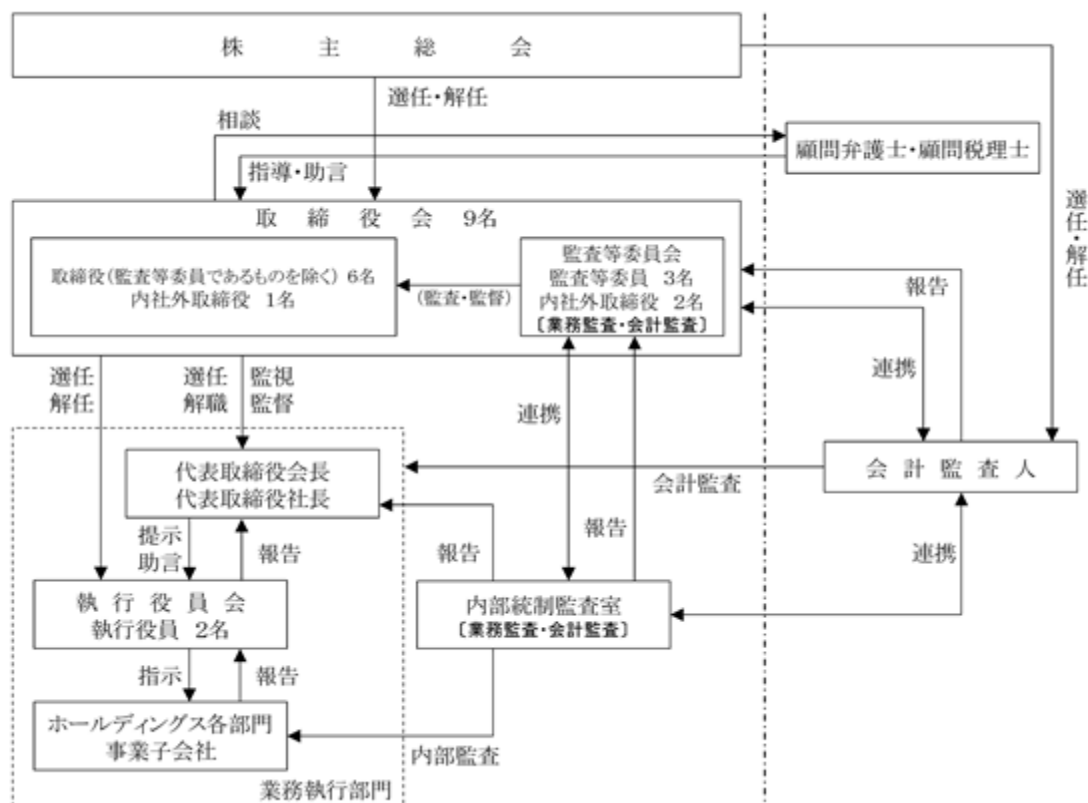 株主総会
選任・解任
相談
顧問弁護士・顧問税理士
指導・助言
取締役会 9名
取締役(監査等委員であるものを除く) 6名
内社外取締役 1名
(監査・監督)
監査等委員会
監査等委員 3名
内社外取締役 2名
〔業務監査・会計監査〕
選任・解任
報告
連携
選任
解任
選任
解職
監視
監督
連携
代表取締役会長
代表取締役社長
会計監査
会計監査人
提示
助言
報告
報告
報告
連携
執行役員会
執行役員 2名
内部統制監査室
〔業務監査・会計監査〕
指示
報告
ホールディングス各部門
事業子会社
内部監査
業務執行部門